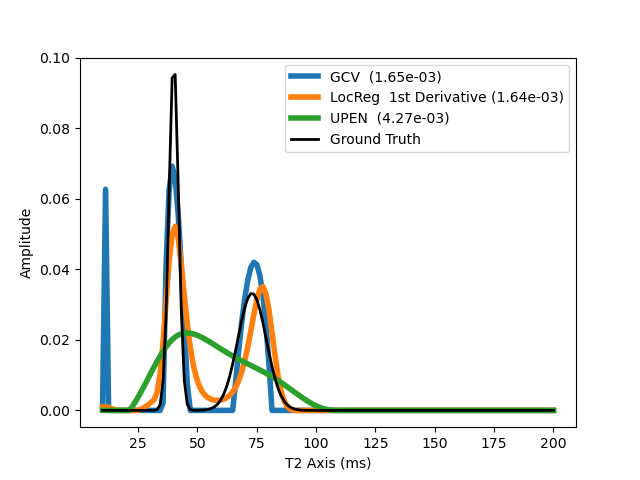 0.10
0.08
0.06
0.04
0.02
0.00
Amplitude
GCV (1.65e-03)
LocReg 1st Derivative (1.64e-03)
UPEN (4.27e-03)
Ground Truth
25 50 75 100 125 150 175 200
T2 Axis (ms)